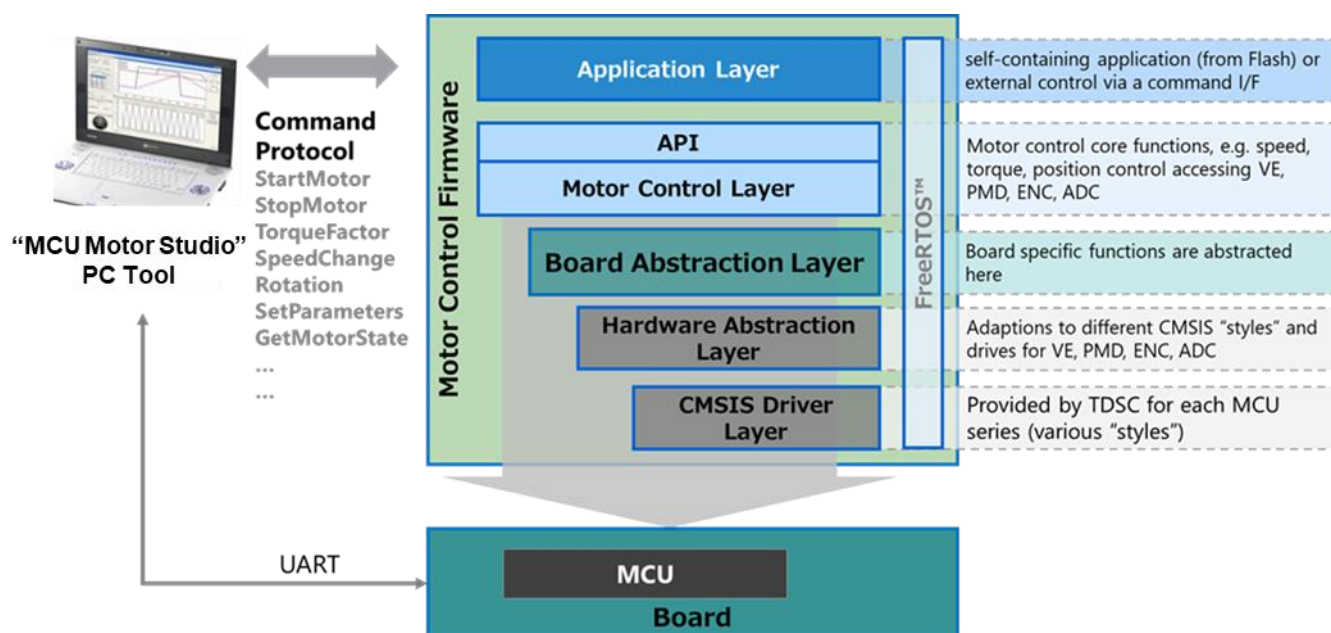 Command
Protocol
StartMotor
StopMotor
TorqueFactor
SpeedChange
Rotation
SetParameters
GetMotorState
...
...
“MCU Motor Studio”
PC Tool
UART
Motor Control Firmware
Application Layer
API
Motor Control Layer
Board Abstraction Layer
Hardware Abstraction
Layer
CMSIS Driver
Layer
FreeRTOS™
self-containing application (from Flash) or
external control via a command I/F
Motor control core functions, e.g. speed,
torque, position control accessing VE,
PMD, ENC, ADC
Board specific functions are abstracted
here
Adaptions to different CMSIS “styles” and
drives for VE, PMD, ENC, ADC
Provided by TDSC for each MCU
series (various “styles”)
MCU
Board